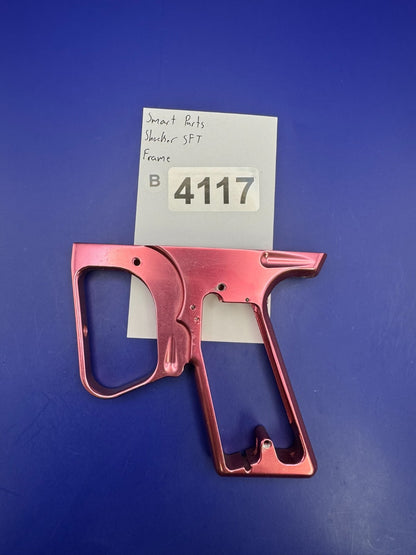 Smart Parts
Shocker SFT
Frame
B 4117